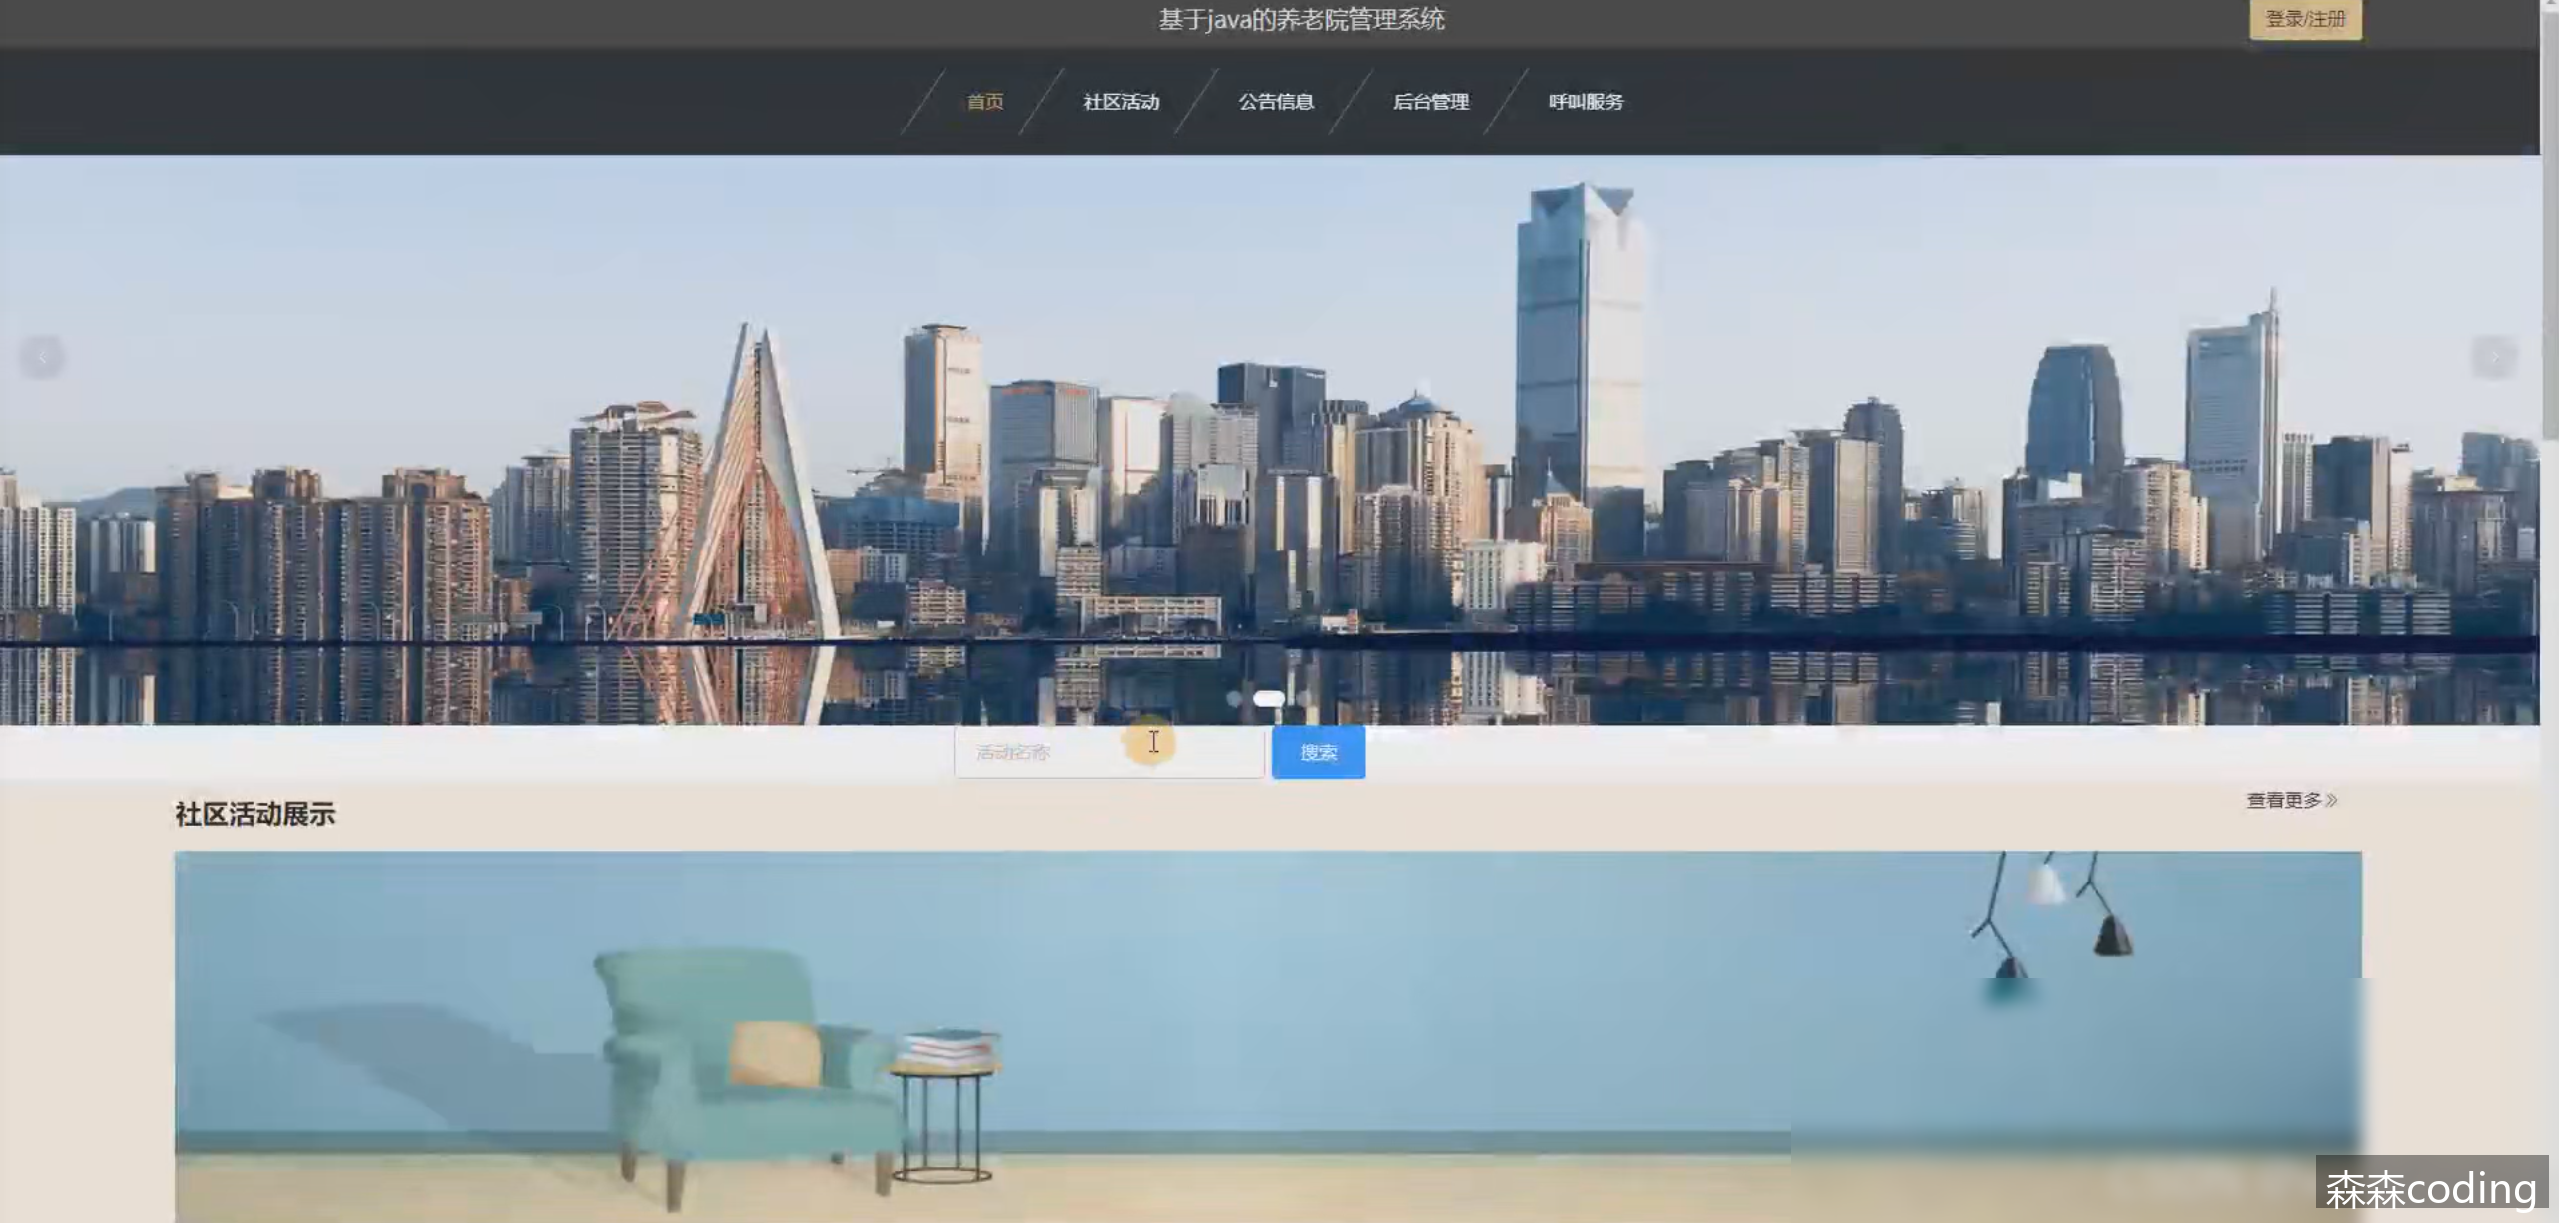 基于java的养老院管理系统
登录/注册
首页
社区活动
公告信息
后台管理
呼叫服务
活动名称
搜索
社区活动展示
查看更多》
森森coding